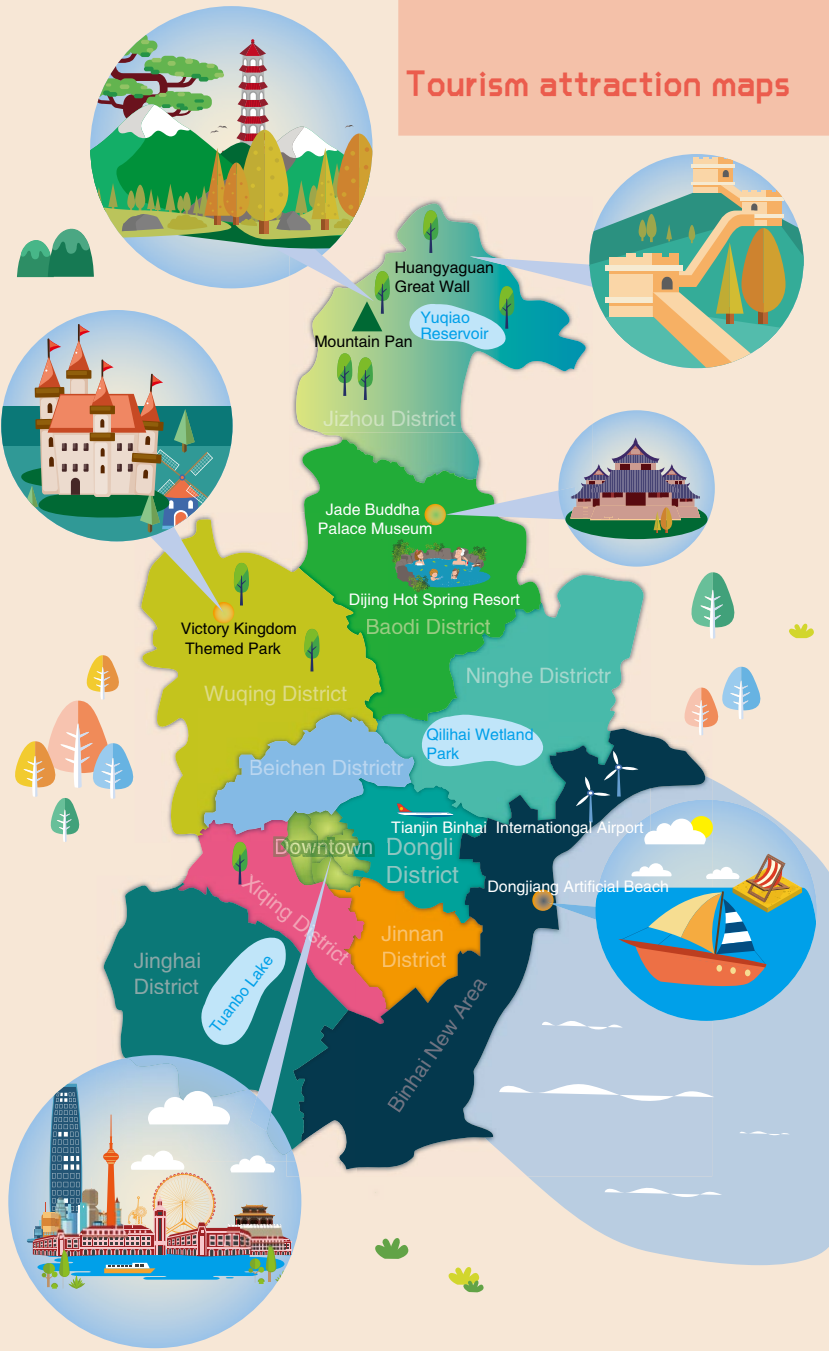 Tourism attraction maps
Huangyaguan
Great Wall
Yuqiao
Reservoir
Mountain Pan
Jizhou District
Jade Buddha
Palace Museum
Dijing Hot Spring Resort
Baodi District
Victory Kingdom
Themed Park
Wuqing District
Ninghe Districtr
Qilihai Wetland
Park
Beichen Districtr
Tianjin Binhai Internationgal Airport
Downtown
Dongli
District
Dongjiang Artificial Beach
Xiqing District
Jinnan
District
Jinghai
District
Tuanbo Lake
Binhai New Area